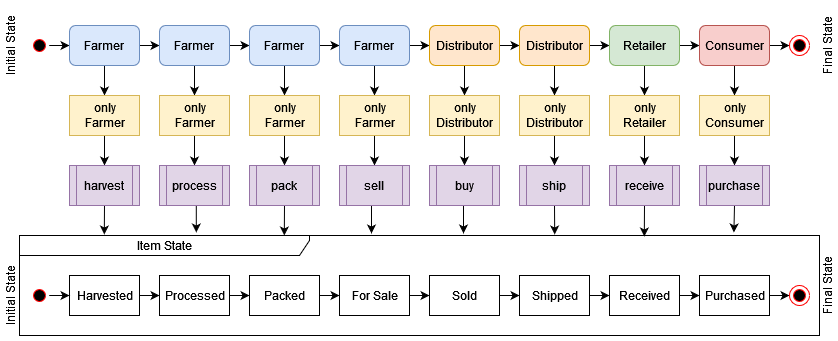 Initial State
Farmer
Farmer
Farmer
Farmer
Distributor
Distributor
Retailer
Consumer
Final State
only
Farmer
only
Farmer
only
Farmer
only
Farmer
only
Distributor
only
Distributor
only
Retailer
only
Consumer
harvest
process
pack
sell
buy
ship
receive
purchase
Item State
Initial State
Harvested
Processed
Packed
For Sale
Sold
Shipped
Received
Purchased
Final State